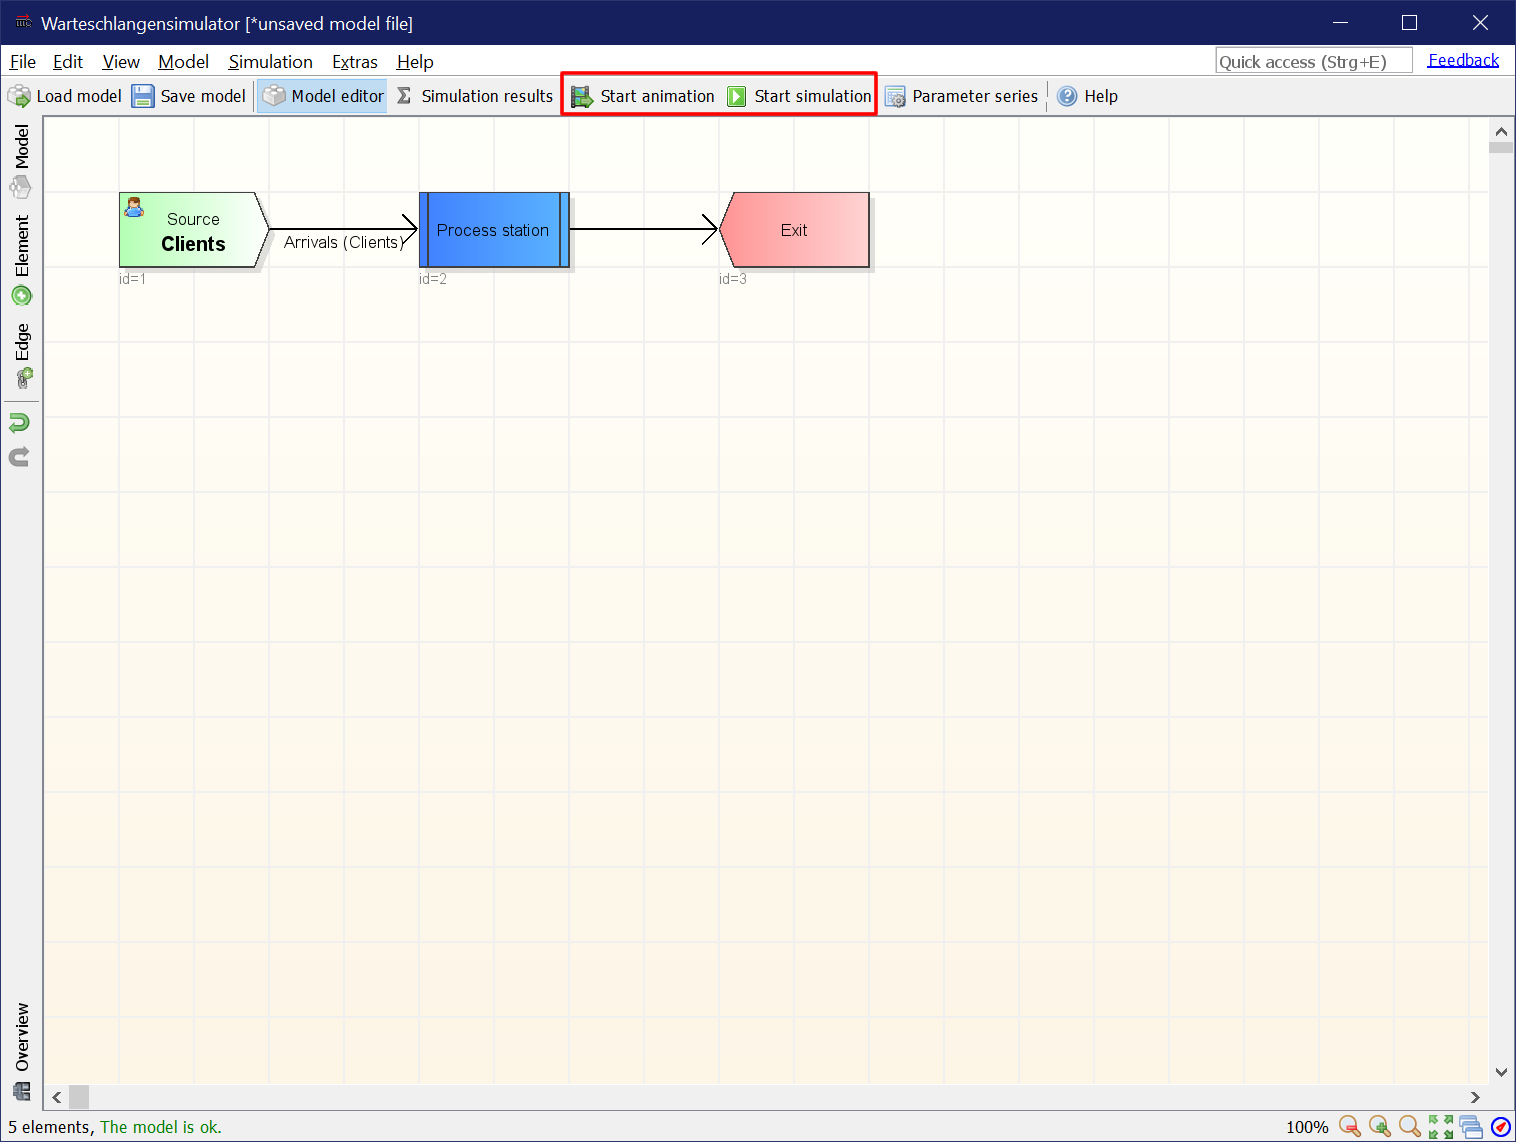 Warteschlangensimulator [*unsaved model file]
File Edit View Model Simulation Extras Help Quick access (Strg+E) Feedback
Load model Save model Model editor Σ Simulation results Start animation Start simulation Parameter series ? Help
Model
Element
Edge
Overview
Source
Clients
id=1
Arrivals (Clients)
Process station
id=2
Exit
id=3
5 elements, The model is ok. 100%